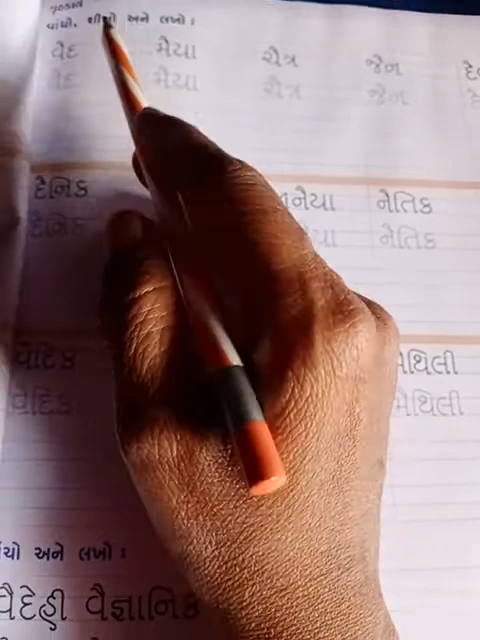 વાંચો, શીખો અને લખો :
વૈદ મૈયા ચૈત્ર જૈન
વૈદ મૈયા ચૈત્ર જૈન
દૈનિક નૈયા નૈતિક
દૈનિક યા નૈતિક
વૈદિક મૈથિલી
વૈદિક મૈથિલી
ંચો અને લખો :
વૈદેહી વૈજ્ઞાનિક